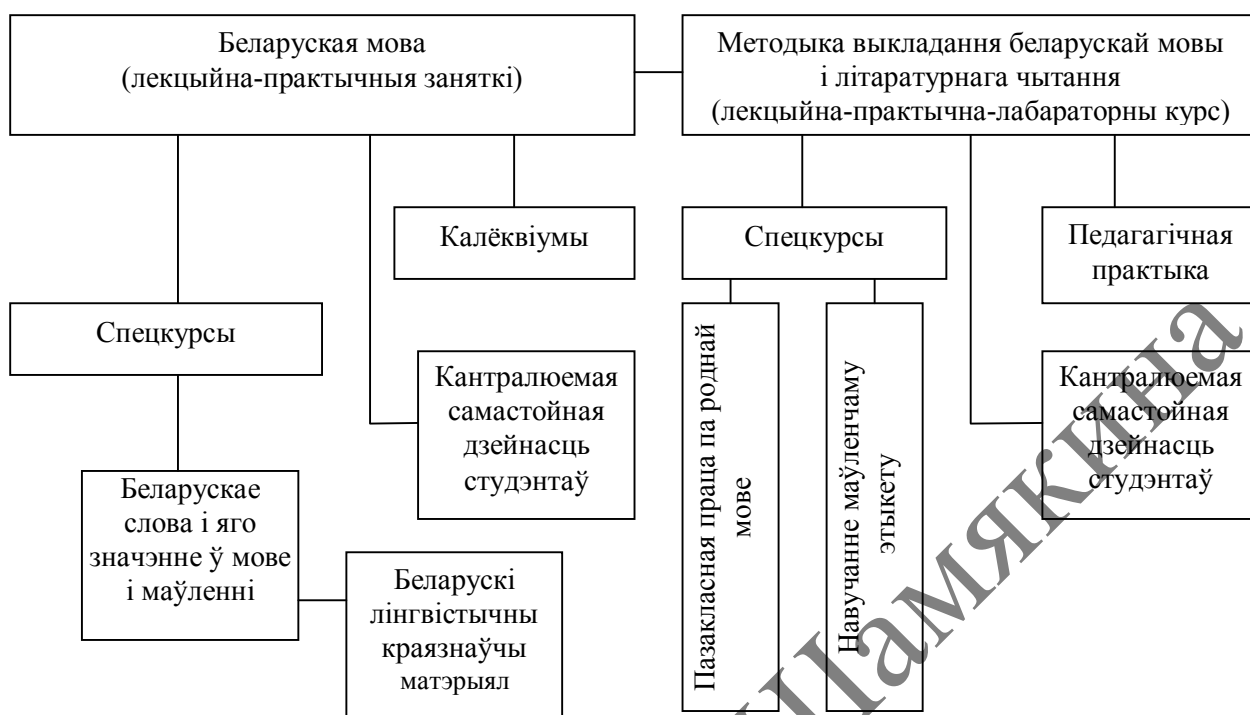 Беларуская мова
(лекцыйна-практычныя заняткі)
Методыка выкладання беларускай мовы
і літаратурнага чытання
(лекцыйна-практычна-лабараторны курс)
Калёквіумы
Спецкурсы
Педагагічная
практыка
Спецкурсы
Кантралюемая
самастойная
дзейнасць
студэнтаў
Пазакласная праца па роднай
мове
Навучанне маўленчаму
этыкету
Кантралюемая
самастойная
дзейнасць
студэнтаў
Беларускае
слова і яго
значэнне ў мове
і маўленні
Беларускі
лінгвістычны
краязнаўчы
матэрыял